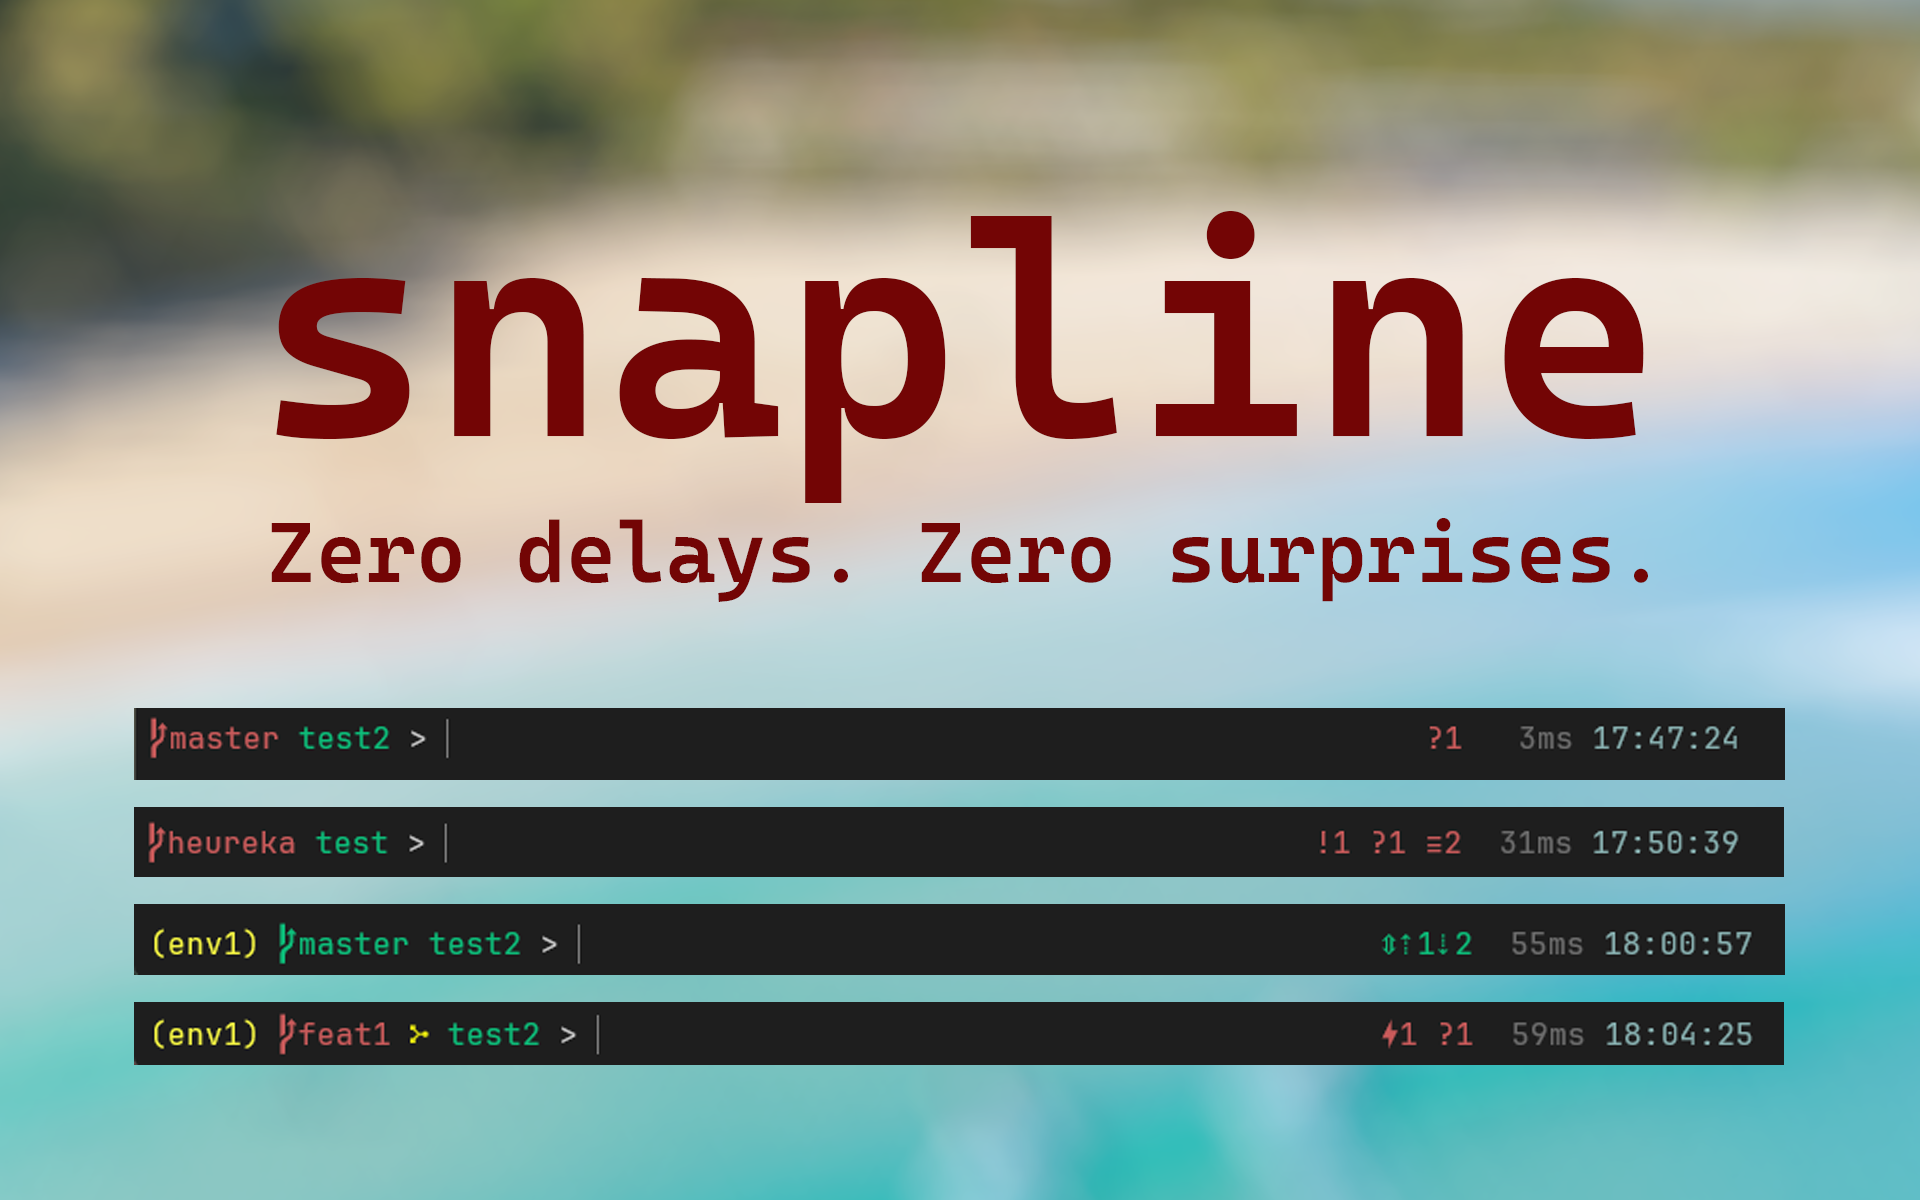 snapline
Zero delays. Zero surprises.
master test2 > ?1 3ms 17:47:24
heureka test > !1 ?1 ≡2 31ms 17:50:39
(env1) master test2 > ⇕⇡1⇣2 55ms 18:00:57
(env1) feat1 test2 > 1 ?1 59ms 18:04:25